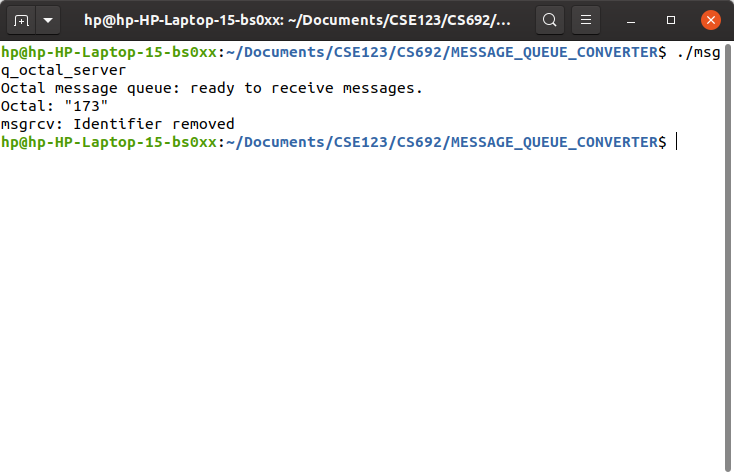 hp@hp-HP-Laptop-15-bs0xx: ~/Documents/CSE123/CS692/...
hp@hp-HP-Laptop-15-bs0xx:~/Documents/CSE123/CS692/MESSAGE_QUEUE_CONVERTER$ ./msg
q_octal_server
Octal message queue: ready to receive messages.
Octal: "173"
msgrcv: Identifier removed
hp@hp-HP-Laptop-15-bs0xx:~/Documents/CSE123/CS692/MESSAGE_QUEUE_CONVERTER$